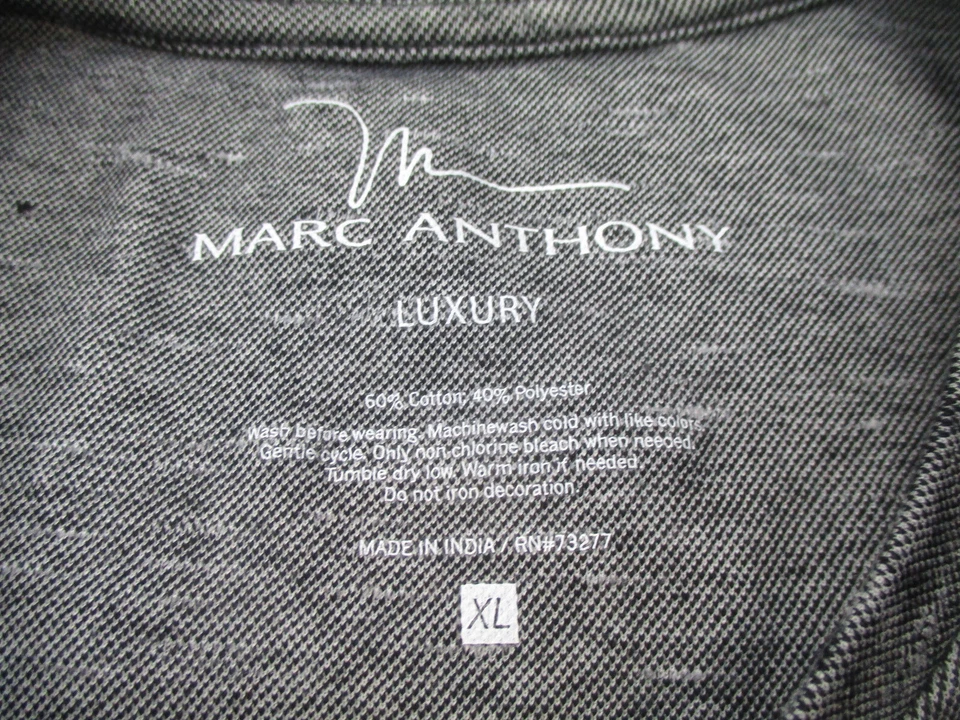 M
MARC ANTHONY
LUXURY
60% Cotton, 40% Polyester
Wash before wearing. Machinewash cold with like colors.
Gentle cycle. Only non chlorine bleach when needed.
Tumble dry low. Warm iron if needed.
Do not iron decoration.
MADE IN INDIA / RN#73277
XL